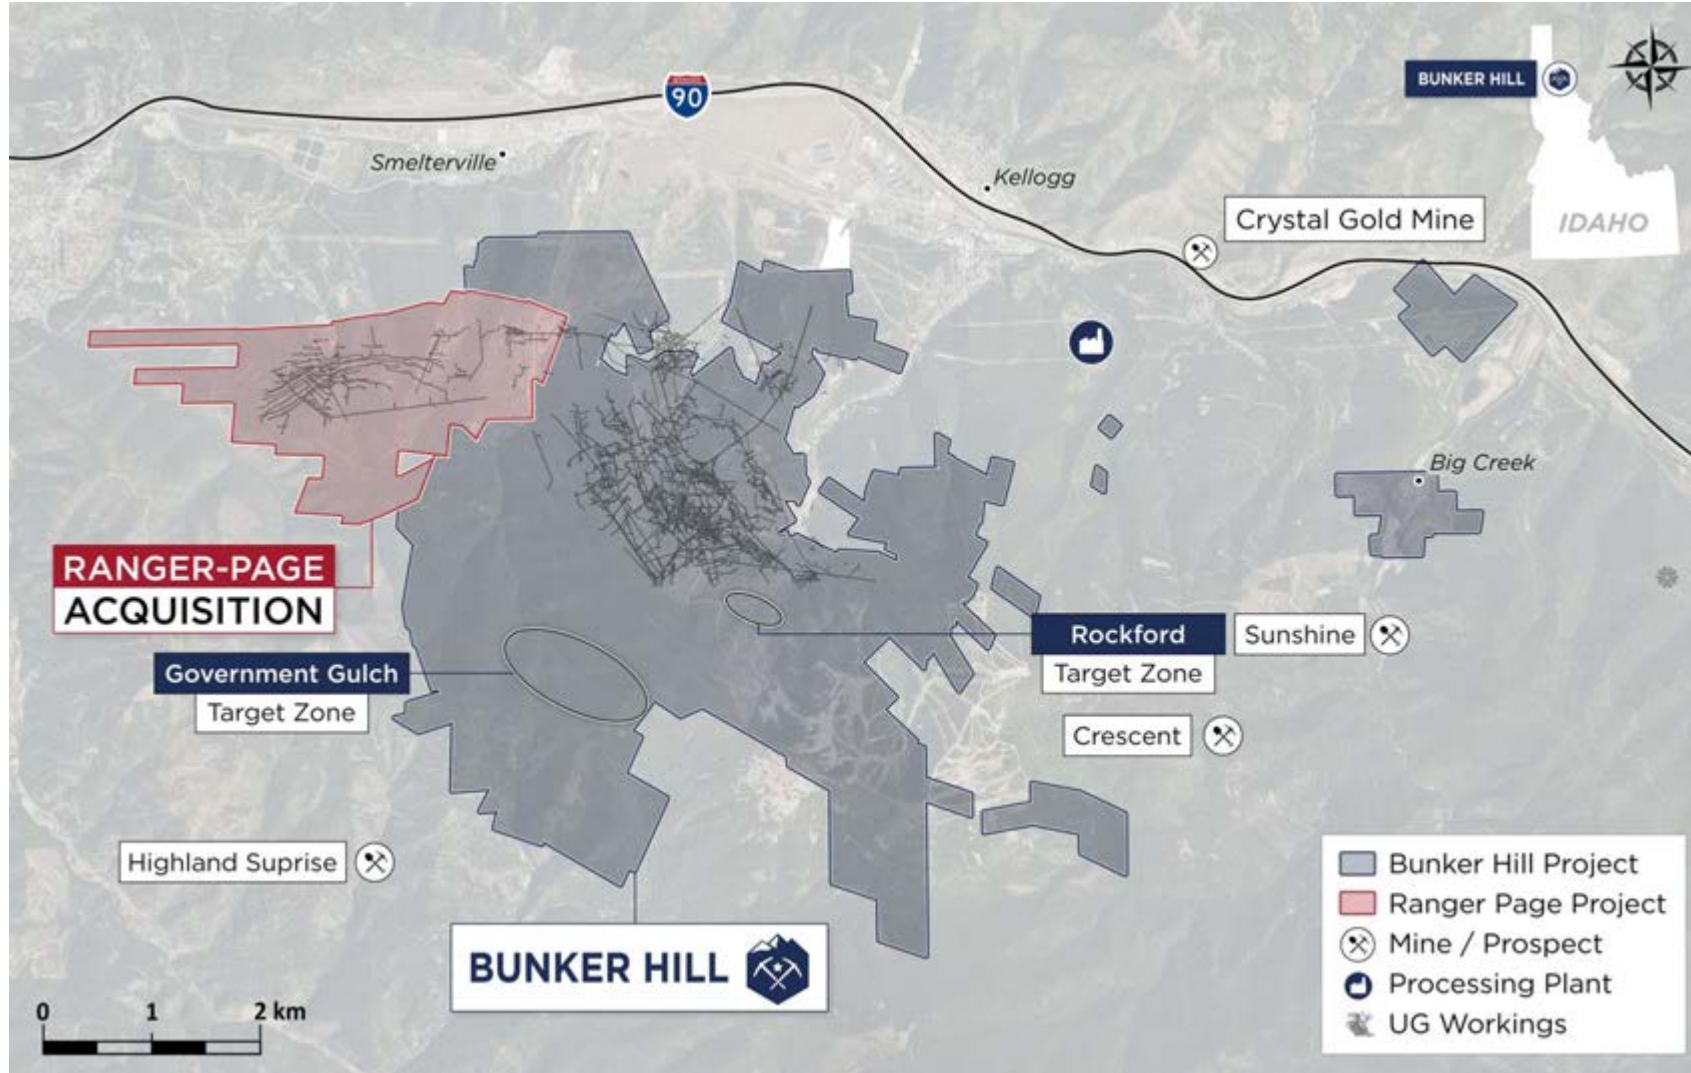 INTERSTATE
90
BUNKER HILL
IDAHO
Smelterville
Kellogg
Crystal Gold Mine
Big Creek
RANGER-PAGE
ACQUISITION
Rockford
Target Zone
Sunshine
Government Gulch
Target Zone
Crescent
Highland Suprise
BUNKER HILL
0 1 2 km
Bunker Hill Project
Ranger Page Project
Mine / Prospect
Processing Plant
UG Workings